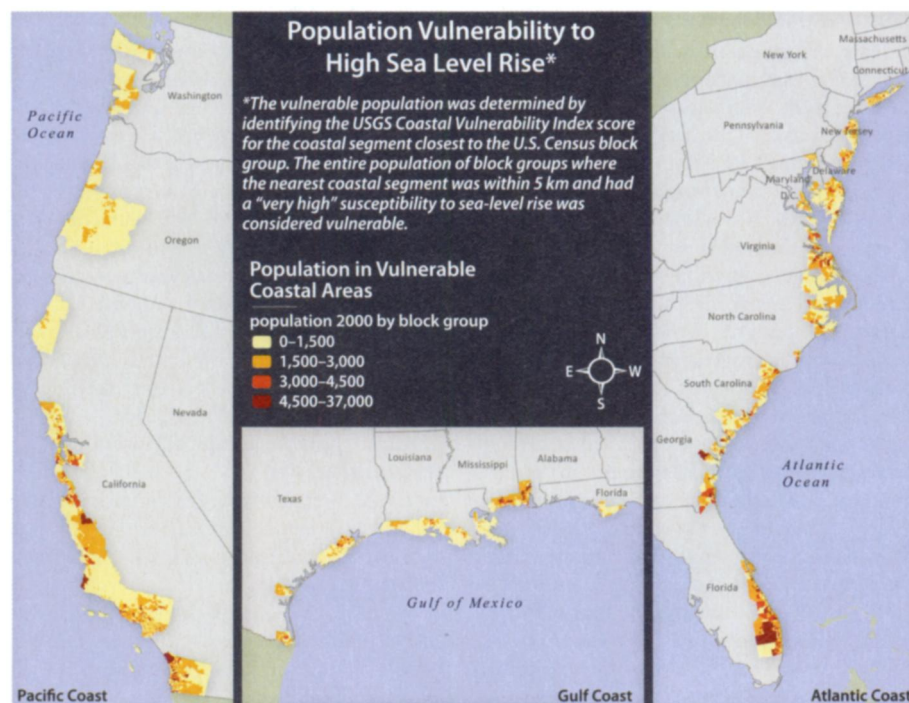 Population Vulnerability to
High Sea Level Rise*
*The vulnerable population was determined by
identifying the USGS Coastal Vulnerability Index score
for the coastal segment closest to the U.S. Census block
group. The entire population of block groups where
the nearest coastal segment was within 5 km and had
a "very high" susceptibility to sea-level rise was
considered vulnerable.
Population in Vulnerable
Coastal Areas
population 2000 by block group
0–1,500
1,500–3,000
3,000–4,500
4,500–37,000
N
E
W
S
Pacific
Ocean
Washington
Oregon
Nevada
California
Pacific Coast
Louisiana
Mississippi
Alabama
Texas
Florida
Gulf of Mexico
Gulf Coast
Massachusetts
New York
Connecticut
Pennsylvania
New Jersey
Maryland
Delaware
D.C.
Virginia
North Carolina
South Carolina
Georgia
Atlantic
Ocean
Florida
Atlantic Coast